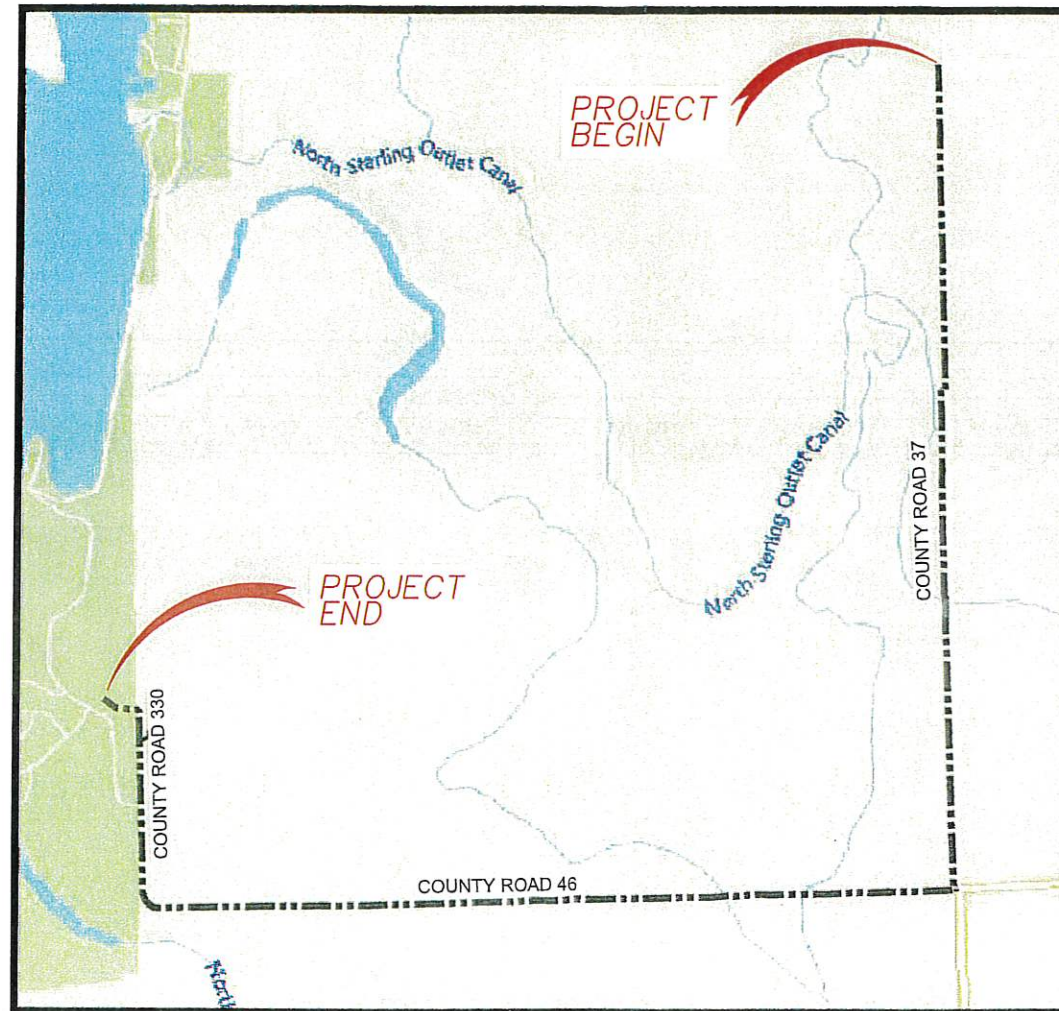 PROJECT
BEGIN
North Sterling Outlet Canal
North Sterling Outlet Canal
COUNTY ROAD 37
PROJECT
END
COUNTY ROAD 330
COUNTY ROAD 46
North